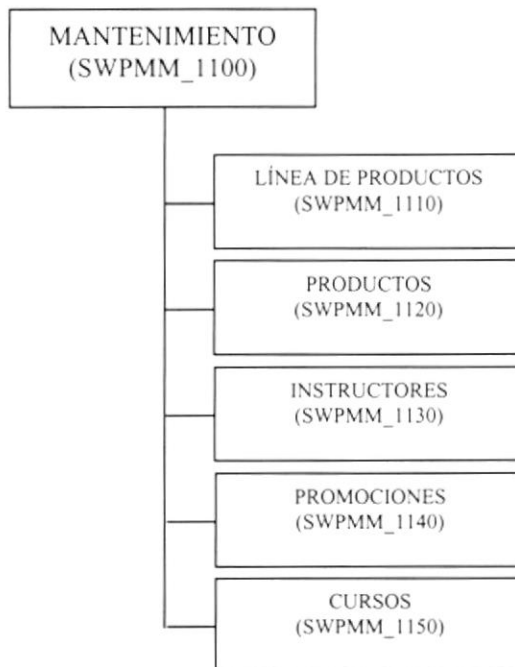 MANTENIMIENTO
(SWPMM_1100)
LÍNEA DE PRODUCTOS
(SWPMM_1110)
PRODUCTOS
(SWPMM_1120)
INSTRUCTORES
(SWPMM_1130)
PROMOCIONES
(SWPMM_1140)
CURSOS
(SWPMM_1150)